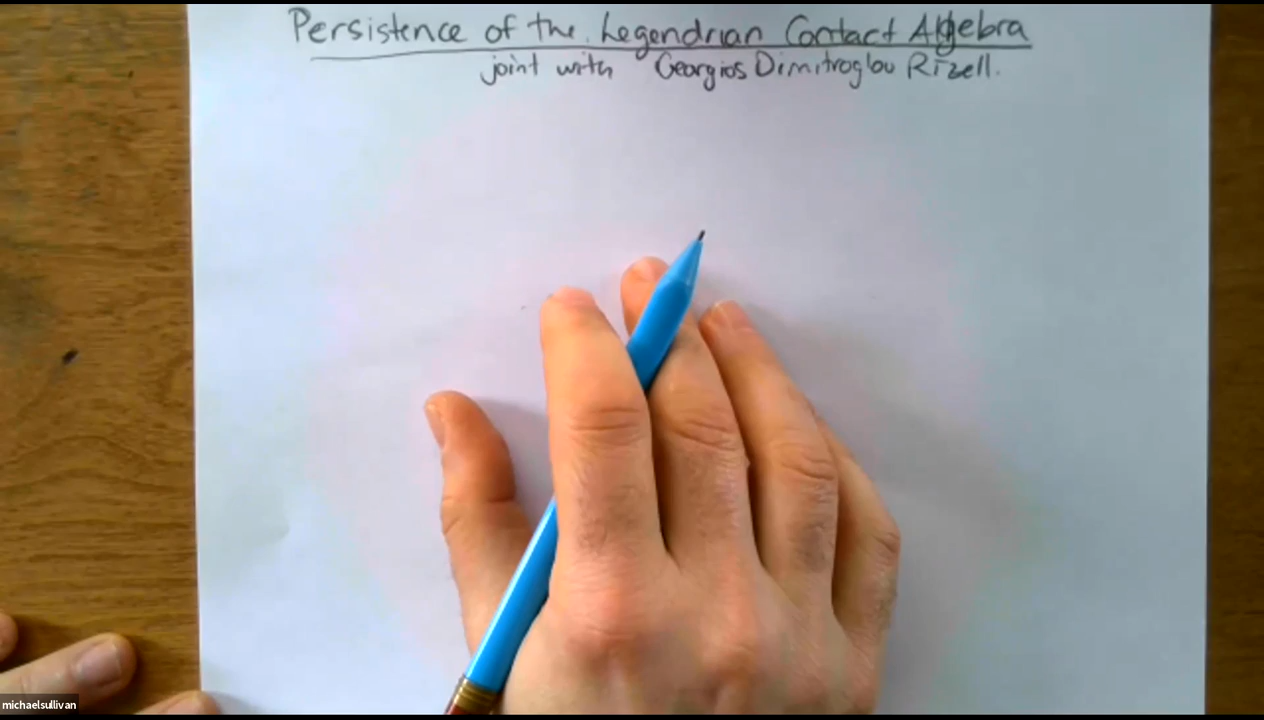 Persistence of the Legendrian Contact Algebra
joint with Georgios Dimitroglou Rizell.
michaelsullivan